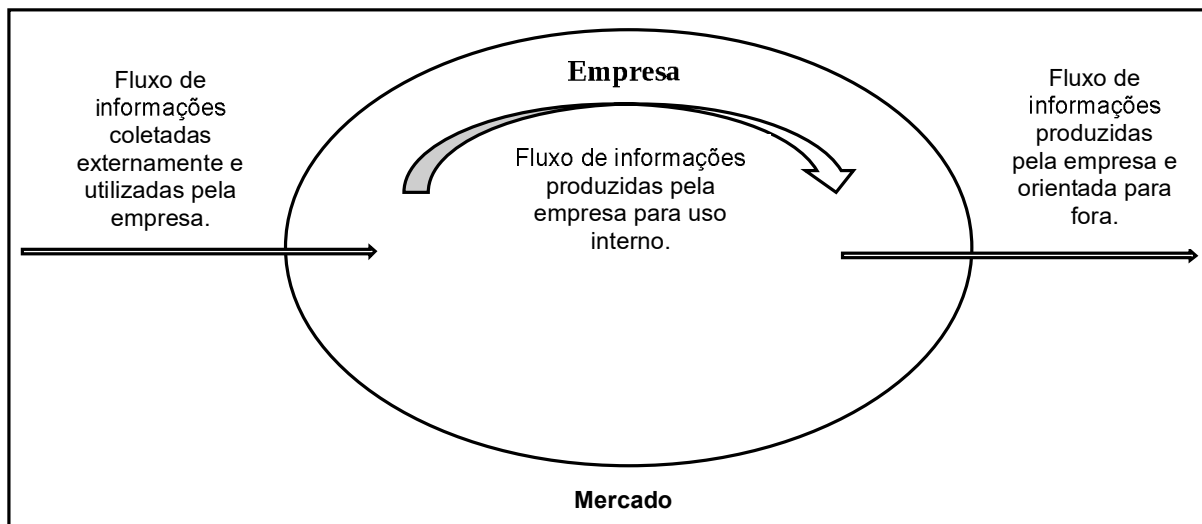 Fluxo de
informações
coletadas
externamente e
utilizadas pela
empresa.
Empresa
Fluxo de informações
produzidas pela
empresa para uso
interno.
Fluxo de
informações
produzidas
pela empresa e
orientada para
fora.
Mercado